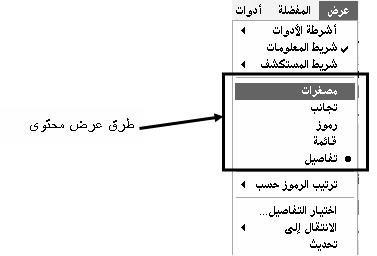 عرض المفضلة أدوات
أشرطة الأدوات
شريط المعلومات
شريط المستكشف
مصغرات
تجانب
رموز
قائمة
تفاصيل
طرق عرض محتوى
ترتيب الرموز حسب
اختيار التفاصيل...
الانتقال إلى
تحديث